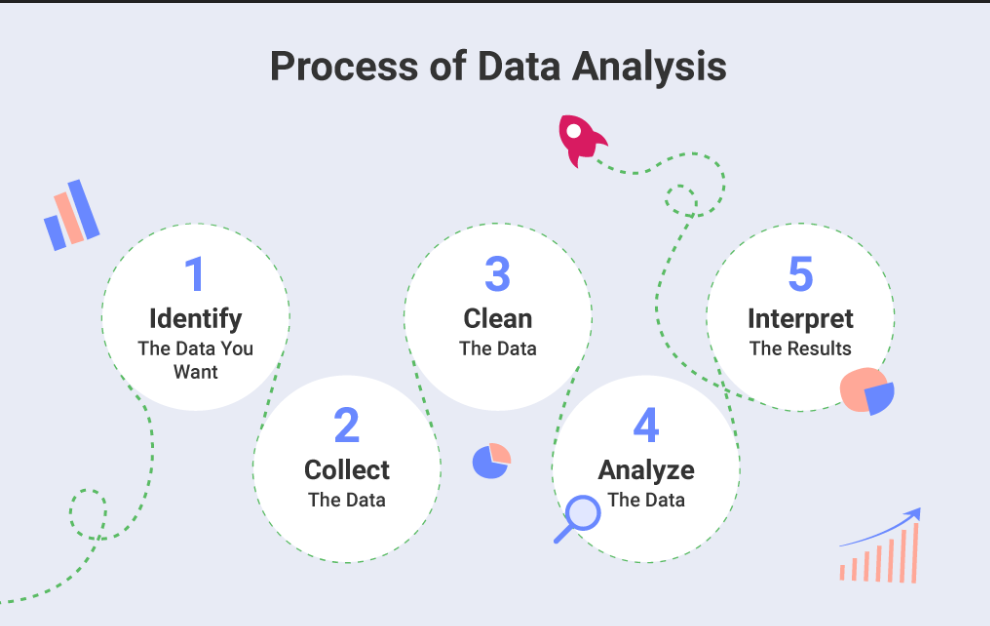 Process of Data Analysis
1
Identify
The Data You
Want
2
Collect
The Data
3
Clean
The Data
4
Analyze
The Data
5
Interpret
The Results